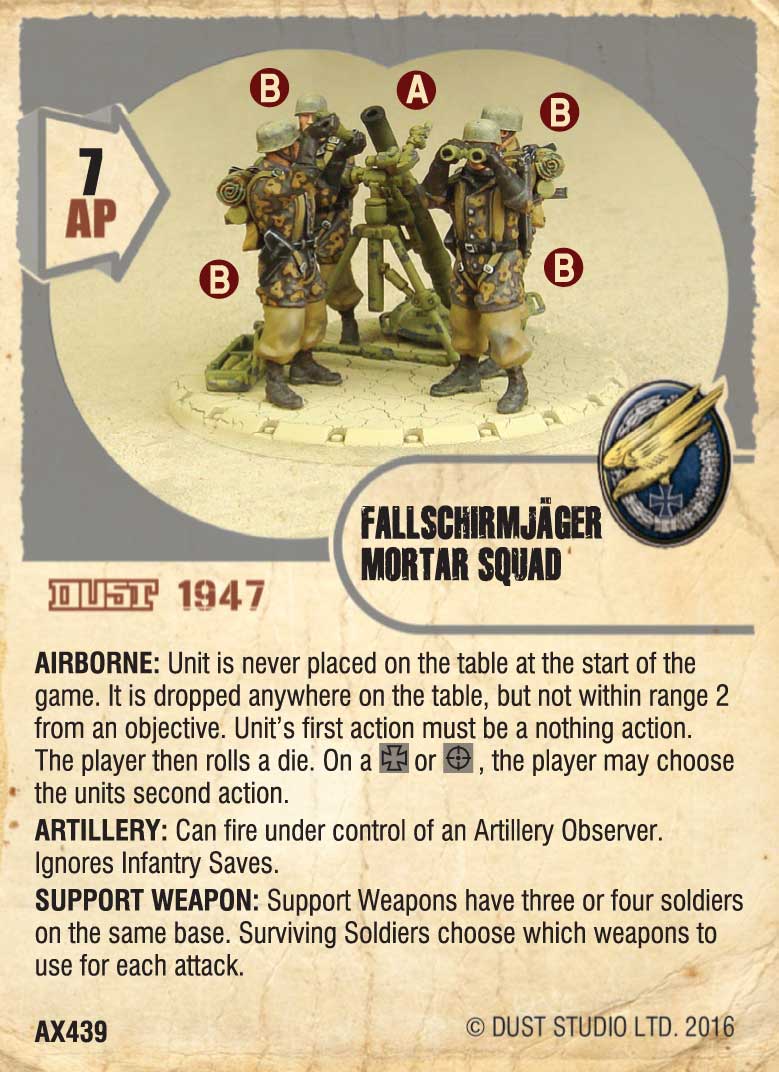 B
A
B
7
AP
B
B
FALLSCHIRMJÄGER
MORTAR SQUAD
DUST 1947
AIRBORNE: Unit is never placed on the table at the start of the
game. It is dropped anywhere on the table, but not within range 2
from an objective. Unit's first action must be a nothing action.
The player then rolls a die. On a or , the player may choose
the units second action.
ARTILLERY: Can fire under control of an Artillery Observer.
Ignores Infantry Saves.
SUPPORT WEAPON: Support Weapons have three or four soldiers
on the same base. Surviving Soldiers choose which weapons to
use for each attack.
AX439
© DUST STUDIO LTD. 2016